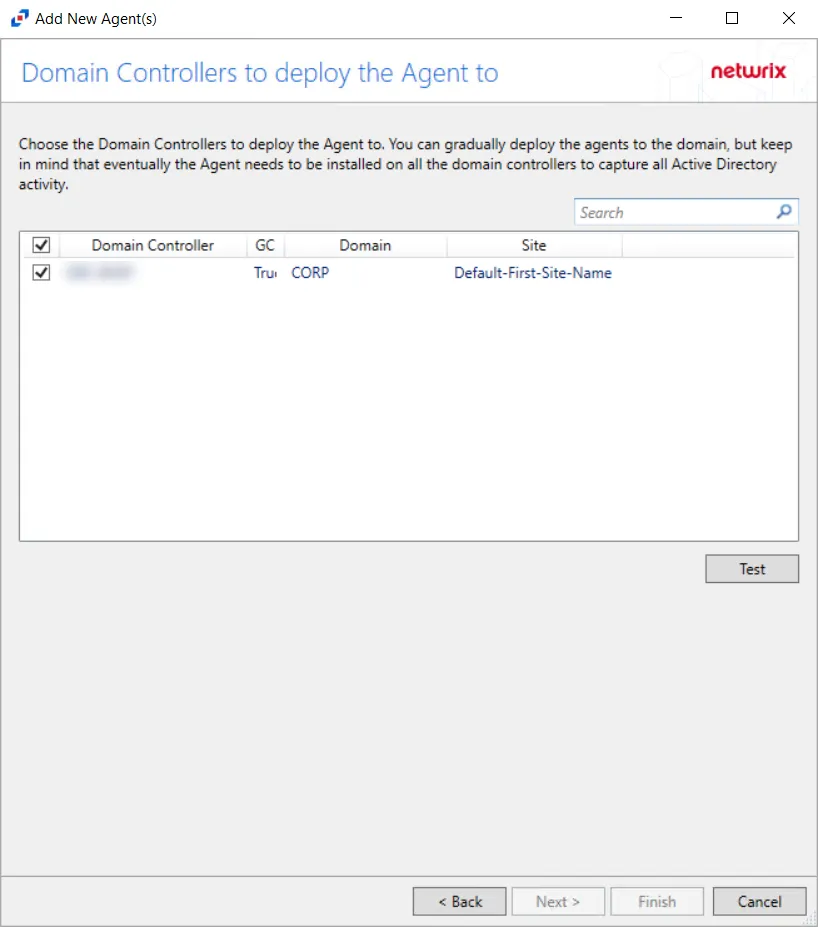 Add New Agent(s)
Domain Controllers to deploy the Agent to
netwrix
Choose the Domain Controllers to deploy the Agent to. You can gradually deploy the agents to the domain, but keep
in mind that eventually the Agent needs to be installed on all the domain controllers to capture all Active Directory
activity.
Search
Domain Controller GC Domain Site
CORP Default-First-Site-Name
Test
< Back Next > Finish Cancel